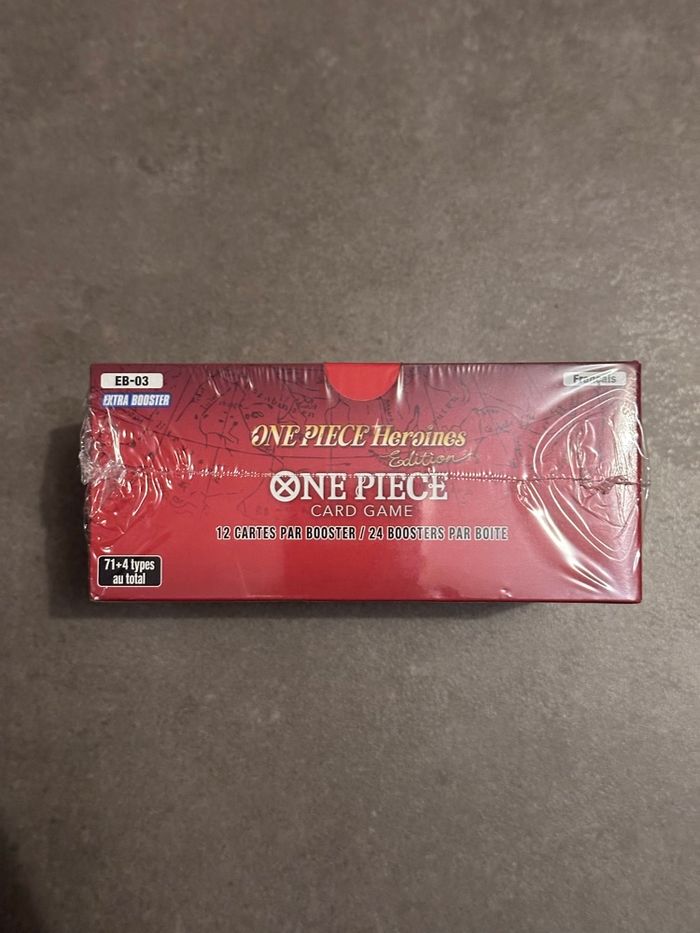 EB-03
Français
EXTRA BOOSTER
ONE PIECE Heroines
Edition
ONE PIECE
CARD GAME
12 CARTES PAR BOOSTER / 24 BOOSTERS PAR BOITE
71+4 types
au total